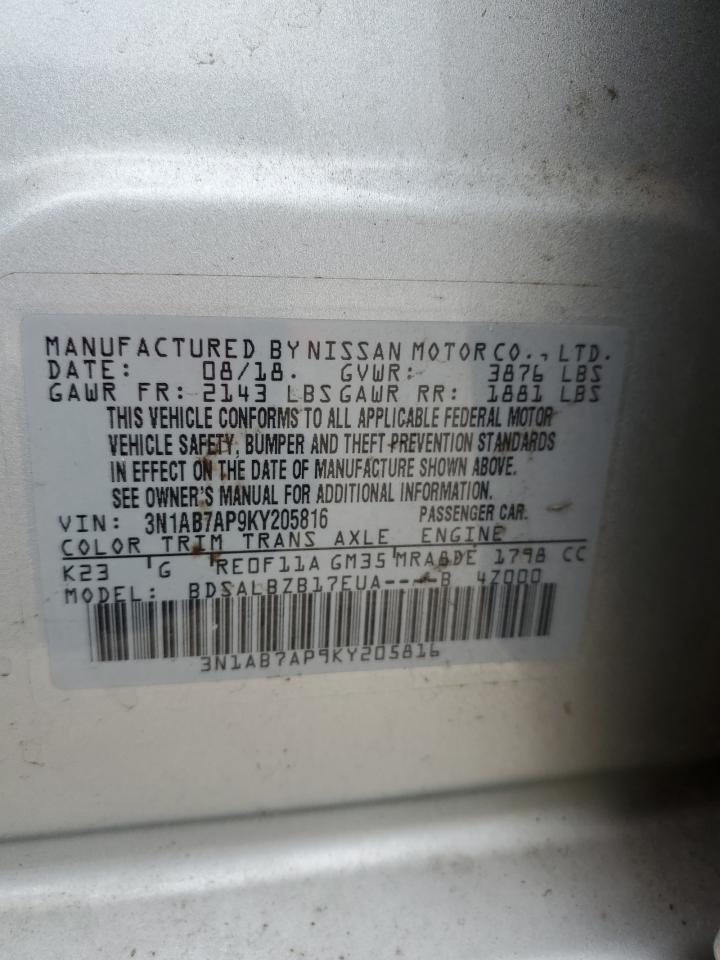 MANUFACTURED BY NISSAN MOTOR CO., LTD.
DATE: 08/18. GVWR: 3876 LBS
GAWR FR: 2143 LBS GAWR RR: 1881 LBS
THIS VEHICLE CONFORMS TO ALL APPLICABLE FEDERAL MOTOR
VEHICLE SAFETY, BUMPER AND THEFT PREVENTION STANDARDS
IN EFFECT ON THE DATE OF MANUFACTURE SHOWN ABOVE.
SEE OWNER'S MANUAL FOR ADDITIONAL INFORMATION.
VIN: 3N1AB7AP9KY205816 PASSENGER CAR.
COLOR TRIM TRANS AXLE ENGINE
K23 G RE0F11A GM35 MRA8DE 1798 CC
MODEL: BDSALBZB17EUA----B 4Z000
3N1AB7AP9KY205816